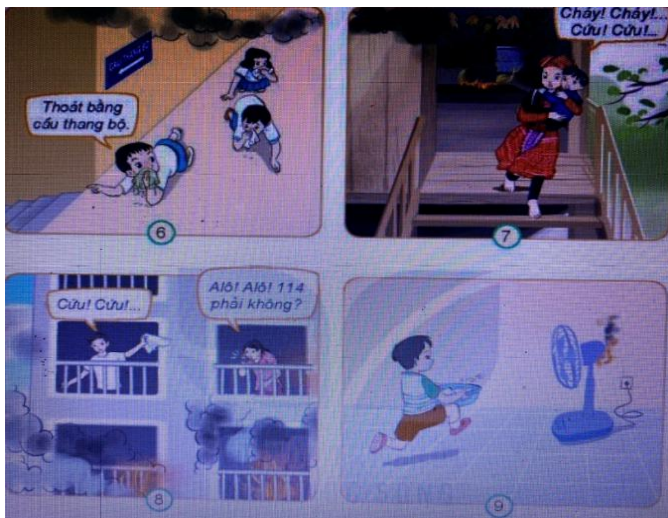 Thoát bằng
cầu thang bộ.
6
Cháy! Cháy!...
Cứu! Cứu!...
7
Cứu! Cứu!...
Alô! Alô! 114
phải không?
8
9